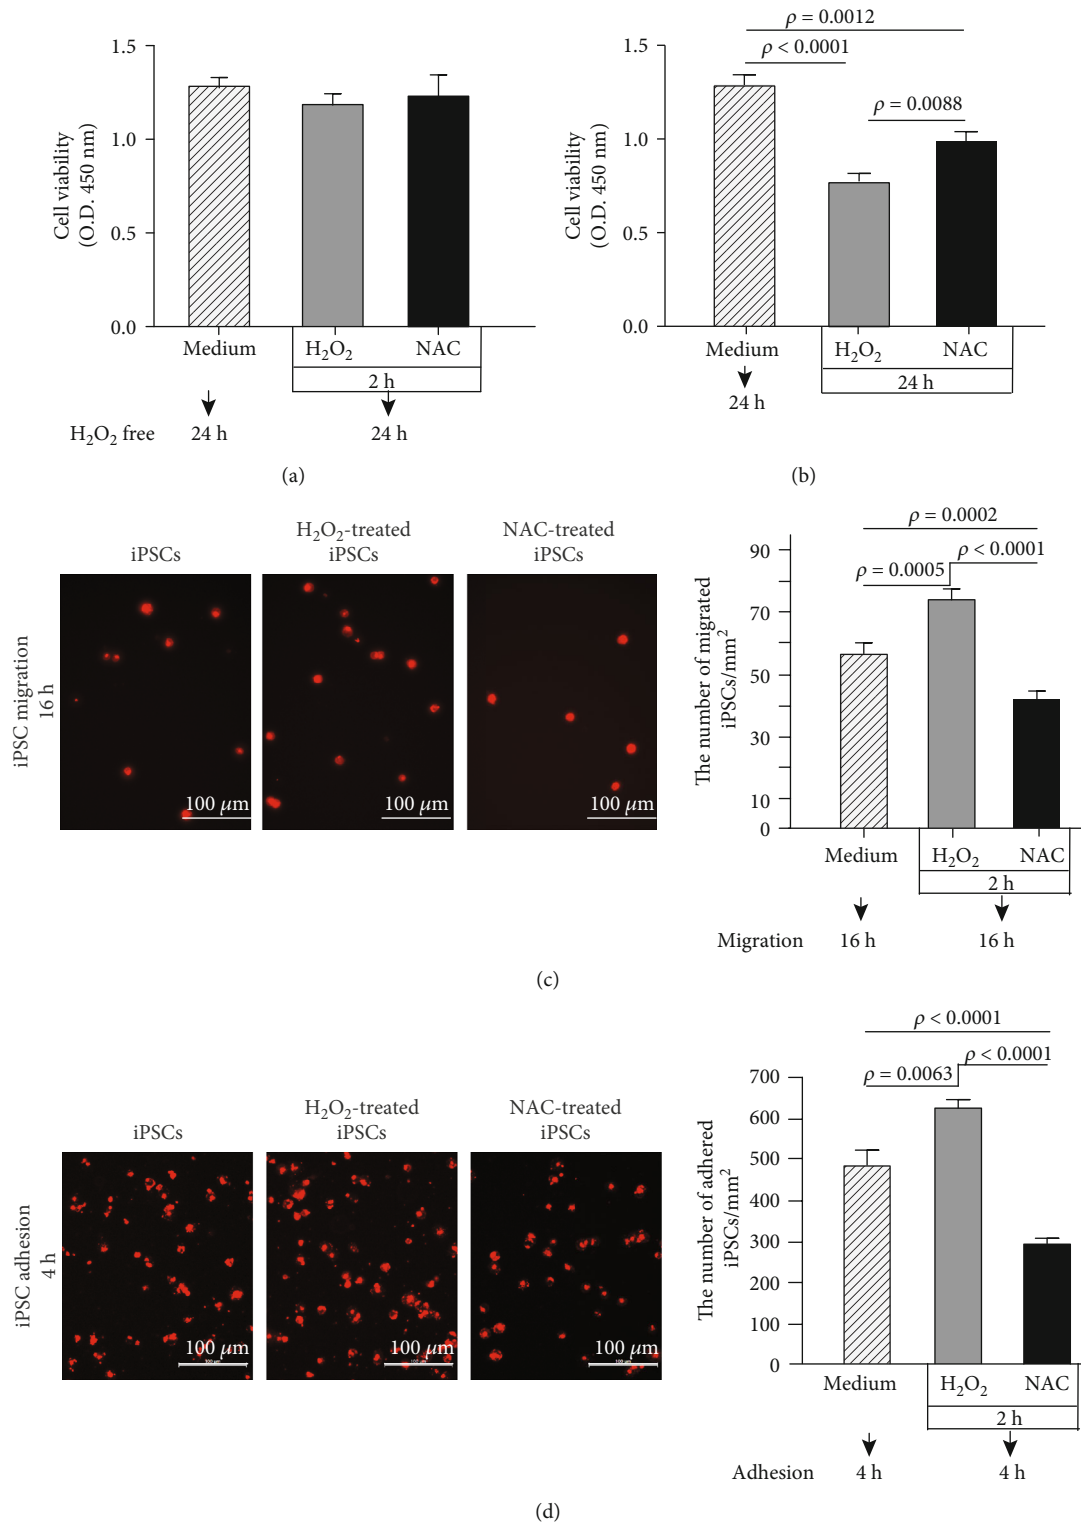 1.5
1.0
0.5
0.0
Cell viability
(O.D. 450 nm)
Medium
H₂O₂
NAC
2 h
H₂O₂ free
24 h
24 h
(a)
ρ = 0.0012
ρ < 0.0001
ρ = 0.0088
1.5
1.0
0.5
0.0
Cell viability
(O.D. 450 nm)
Medium
H₂O₂
NAC
24 h
24 h
(b)
iPSCs
H₂O₂-treated
iPSCs
NAC-treated
iPSCs
iPSC migration
16 h
100 μm
100 μm
100 μm
ρ = 0.0002
ρ < 0.0001
ρ = 0.0005
90
70
50
30
10
0
The number of migrated
iPSCs/mm²
Medium
H₂O₂
NAC
2 h
Migration
16 h
16 h
(c)
iPSCs
H₂O₂-treated
iPSCs
NAC-treated
iPSCs
iPSC adhesion
4 h
100 μm
100 μm
100 μm
ρ < 0.0001
ρ < 0.0001
ρ = 0.0063
700
600
500
400
300
200
100
0
The number of adhered
iPSCs/mm²
Medium
H₂O₂
NAC
2 h
Adhesion
4 h
4 h
(d)